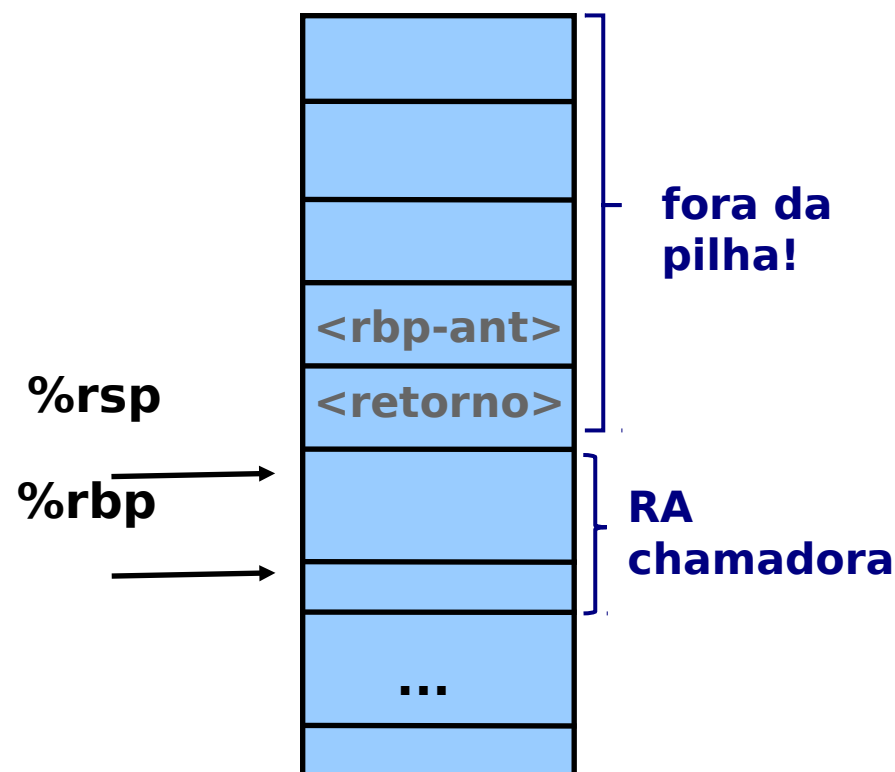 fora da
pilha!
<rbp-ant>
%rsp
<retorno>
%rbp
RA
chamadora
...